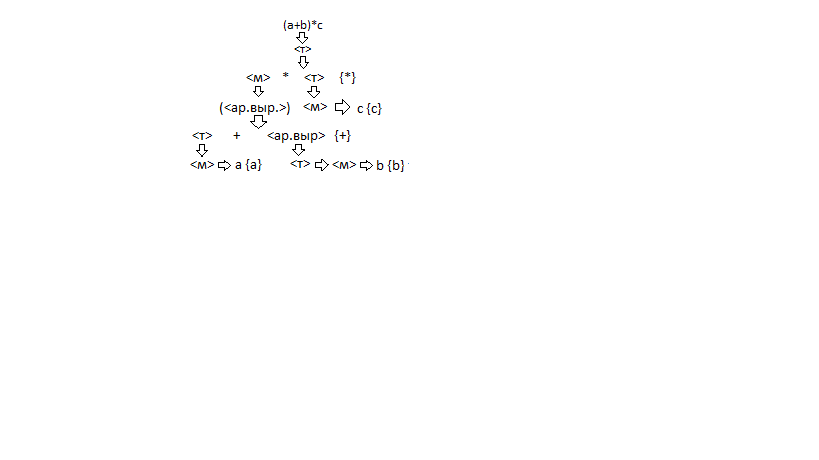 (a+b)*c
<т>
<м> * <т> {*}
(<ар.выр.>) <м> c {c}
<т> + <ар.выр> {+}
<м> a {a} <т> <м> b {b}